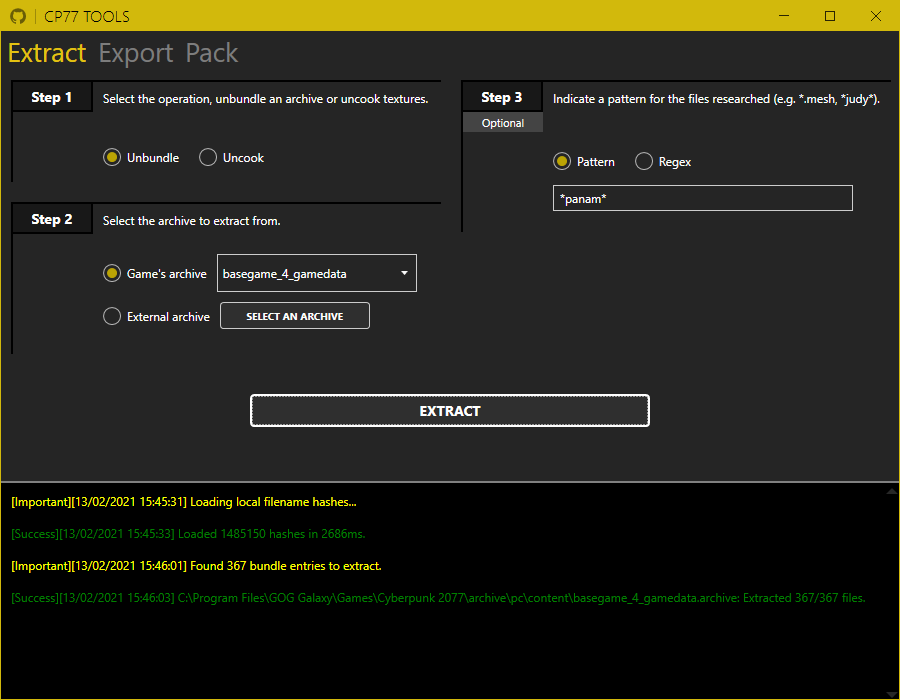 CP77 TOOLS
Extract Export Pack
Step 1
Select the operation, unbundle an archive or uncook textures.
Unbundle
Uncook
Step 2
Select the archive to extract from.
Game's archive
basegame_4_gamedata
External archive
SELECT AN ARCHIVE
Step 3
Optional
Indicate a pattern for the files researched (e.g. *.mesh, *judy*).
Pattern
Regex
*panam*
EXTRACT
[Important][13/02/2021 15:45:31] Loading local filename hashes...
[Success][13/02/2021 15:45:33] Loaded 1485150 hashes in 2686ms.
[Important][13/02/2021 15:46:01] Found 367 bundle entries to extract.
[Success][13/02/2021 15:46:03] C:\Program Files\GOG Galaxy\Games\Cyberpunk 2077\archive\pc\content\basegame_4_gamedata.archive: Extracted 367/367 files.